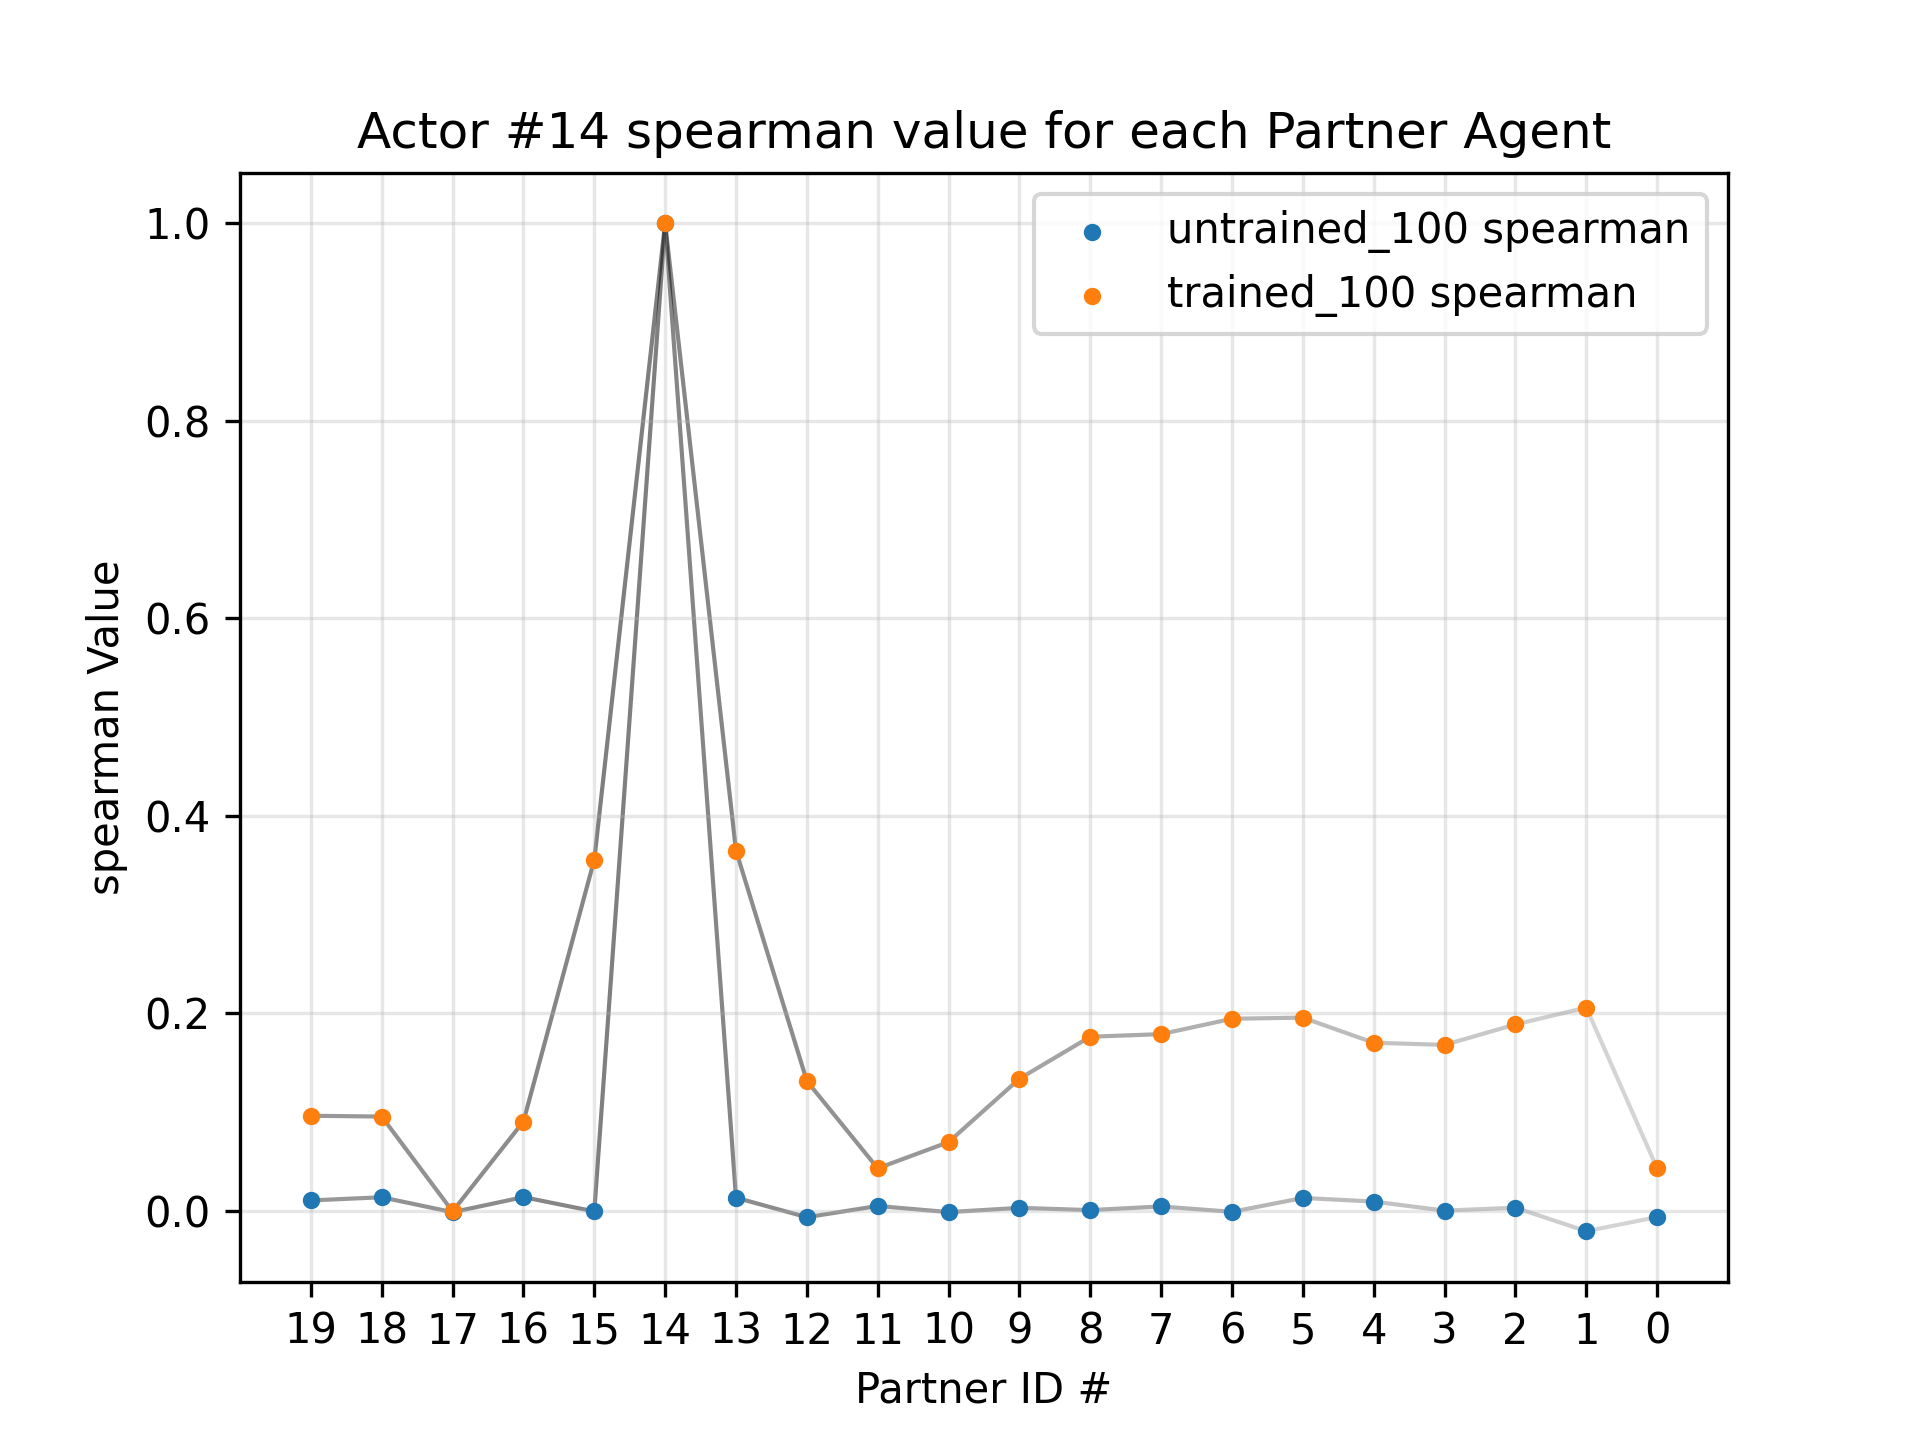 Actor #14 spearman value for each Partner Agent
untrained_100 spearman
trained_100 spearman
1.0
0.8
0.6
0.4
0.2
0.0
spearman Value
19 18 17 16 15 14 13 12 11 10 9 8 7 6 5 4 3 2 1 0
Partner ID #